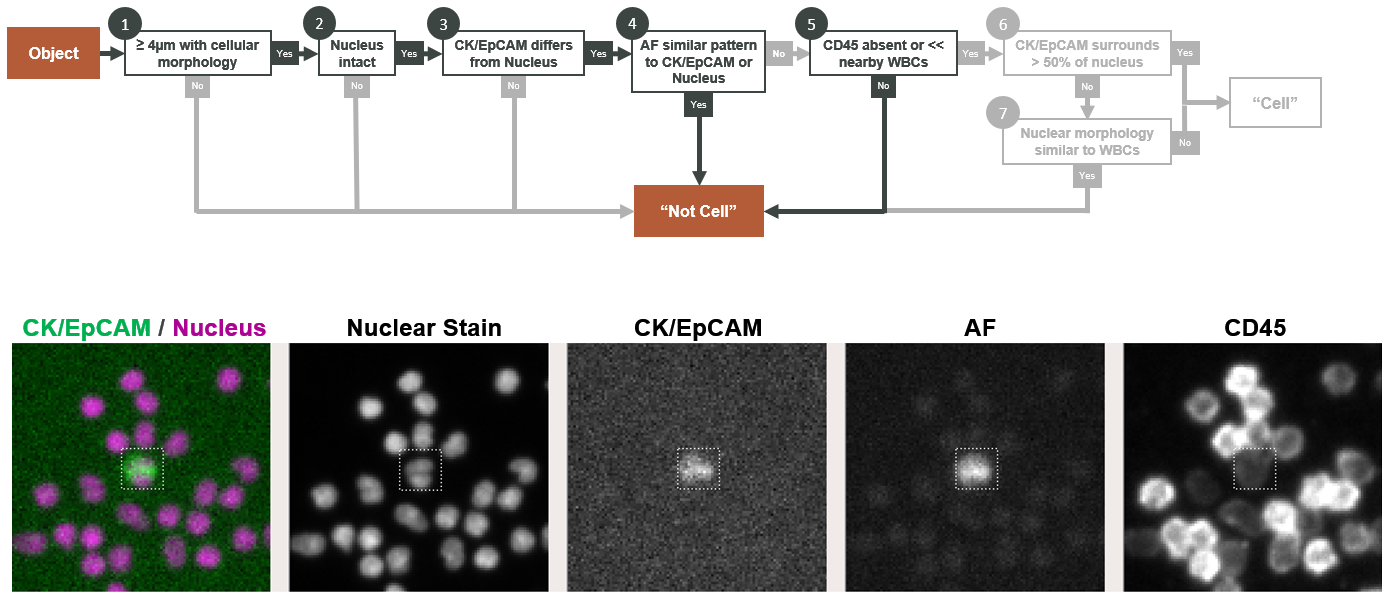 1
2
3
4
5
6
Object
≥ 4μm with cellular
morphology
Yes
Nucleus
intact
Yes
CK/EpCAM differs
from Nucleus
Yes
AF similar pattern
to CK/EpCAM or
Nucleus
No
CD45 absent or <<
nearby WBCs
Yes
CK/EpCAM surrounds
> 50% of nucleus
Yes
No
No
No
Yes
No
No
"Cell"
7
Nuclear morphology
similar to WBCs
No
Yes
"Not Cell"
CK/EpCAM / Nucleus
Nuclear Stain
CK/EpCAM
AF
CD45